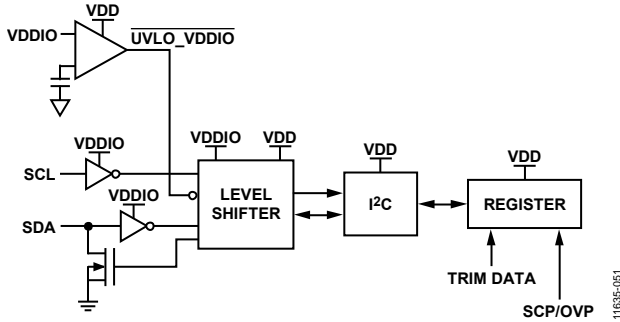 VDD
VDDIO
UVLO_VDDIO
VDDIO
VDDIO
VDD
SCL
VDDIO
LEVEL
SHIFTER
SDA
VDD
I2C
VDD
REGISTER
TRIM DATA
SCP/OVP
11635-051